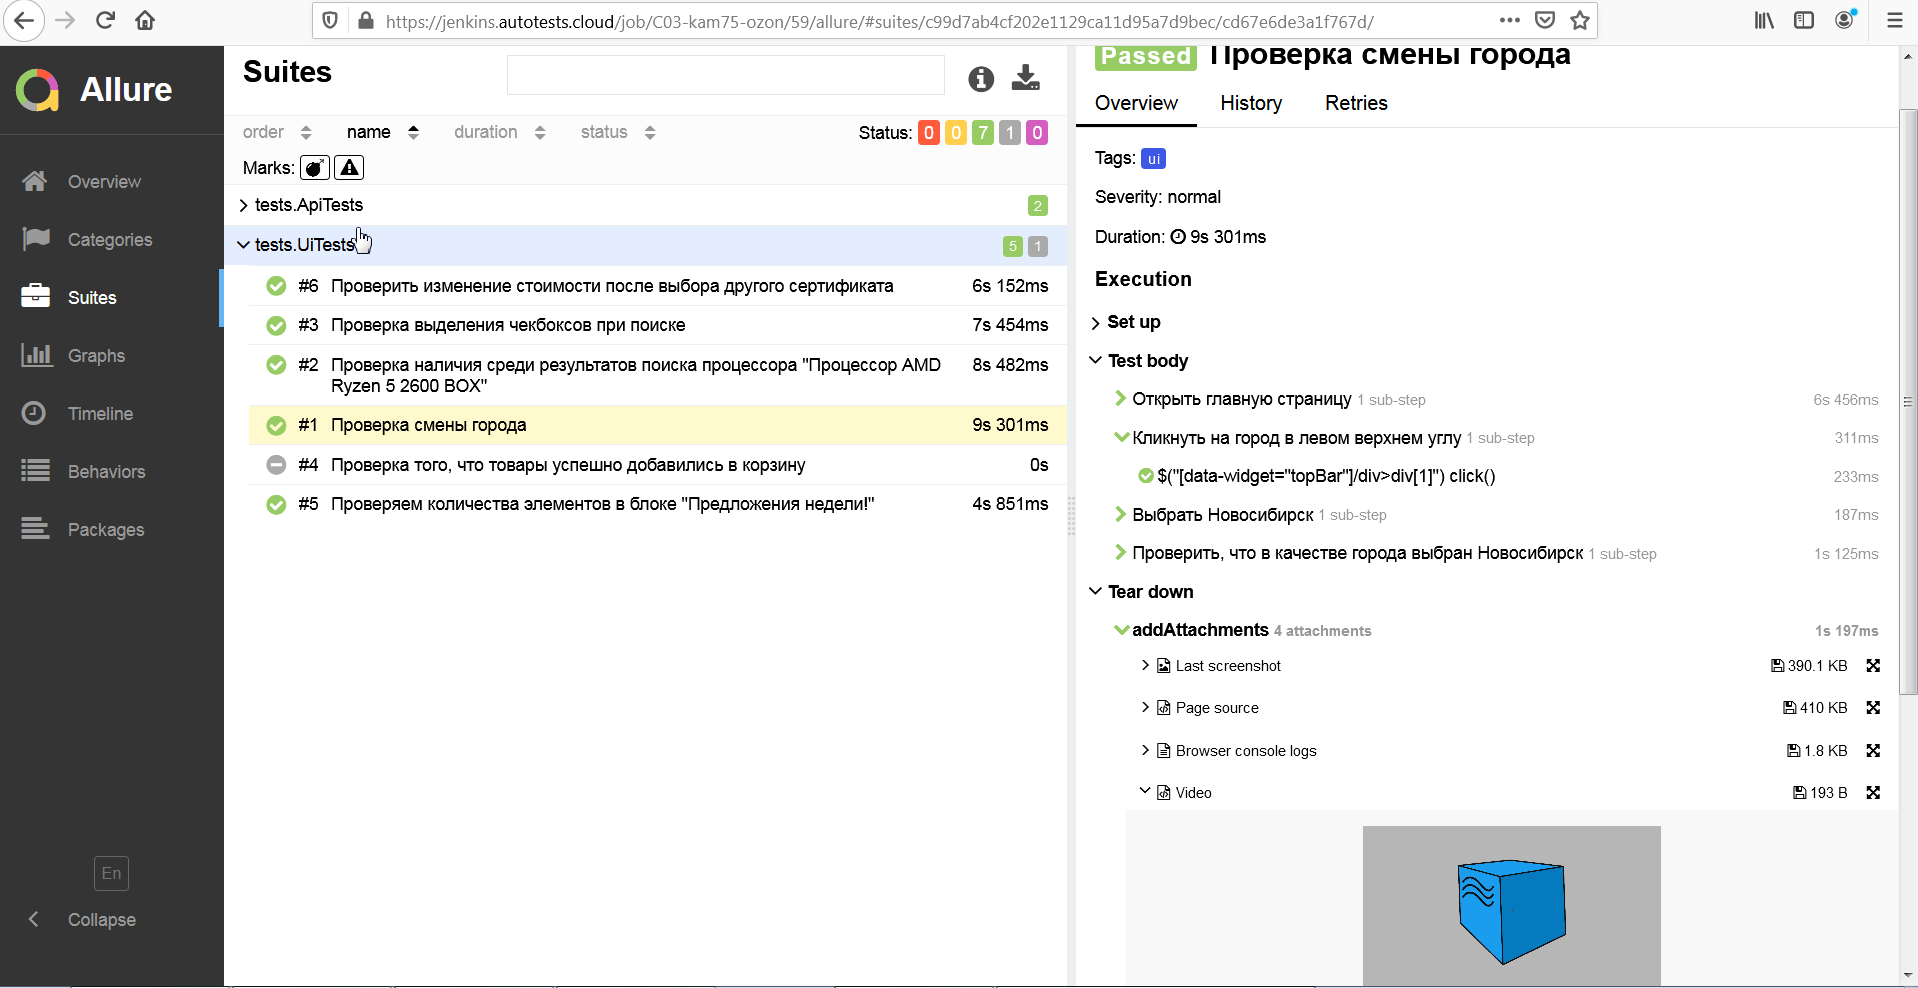 https://jenkins.autotests.cloud/job/C03-kam75-ozon/59/allure/#suites/c99d7ab4cf202e1129ca11d95a7d9bec/cd67e6de3a1f767d/
Allure
Overview
Categories
Suites
Graphs
Timeline
Behaviors
Packages
En
Collapse
Suites
order name duration status Status: 0 0 7 1 0
Marks:
tests.ApiTests 2
tests.UiTests 5 1
#6 Проверить изменение стоимости после выбора другого сертификата 6s 152ms
#3 Проверка выделения чекбоксов при поиске 7s 454ms
#2 Проверка наличия среди результатов поиска процессора "Процессор AMD 8s 482ms
Ryzen 5 2600 BOX"
#1 Проверка смены города 9s 301ms
#4 Проверка того, что товары успешно добавились в корзину 0s
#5 Проверяем количества элементов в блоке "Предложения недели!" 4s 851ms
Passed Проверка смены города
Overview History Retries
Tags: ui
Severity: normal
Duration: 9s 301ms
Execution
Set up
Test body
Открыть главную страницу 1 sub-step 6s 456ms
Кликнуть на город в левом верхнем углу 1 sub-step 311ms
$("[data-widget="topBar"]/div>div[1]") click() 233ms
Выбрать Новосибирск 1 sub-step 187ms
Проверить, что в качестве города выбран Новосибирск 1 sub-step 1s 125ms
Tear down
addAttachments 4 attachments 1s 197ms
Last screenshot 390.1 KB
Page source 410 KB
Browser console logs 1.8 KB
Video 193 B